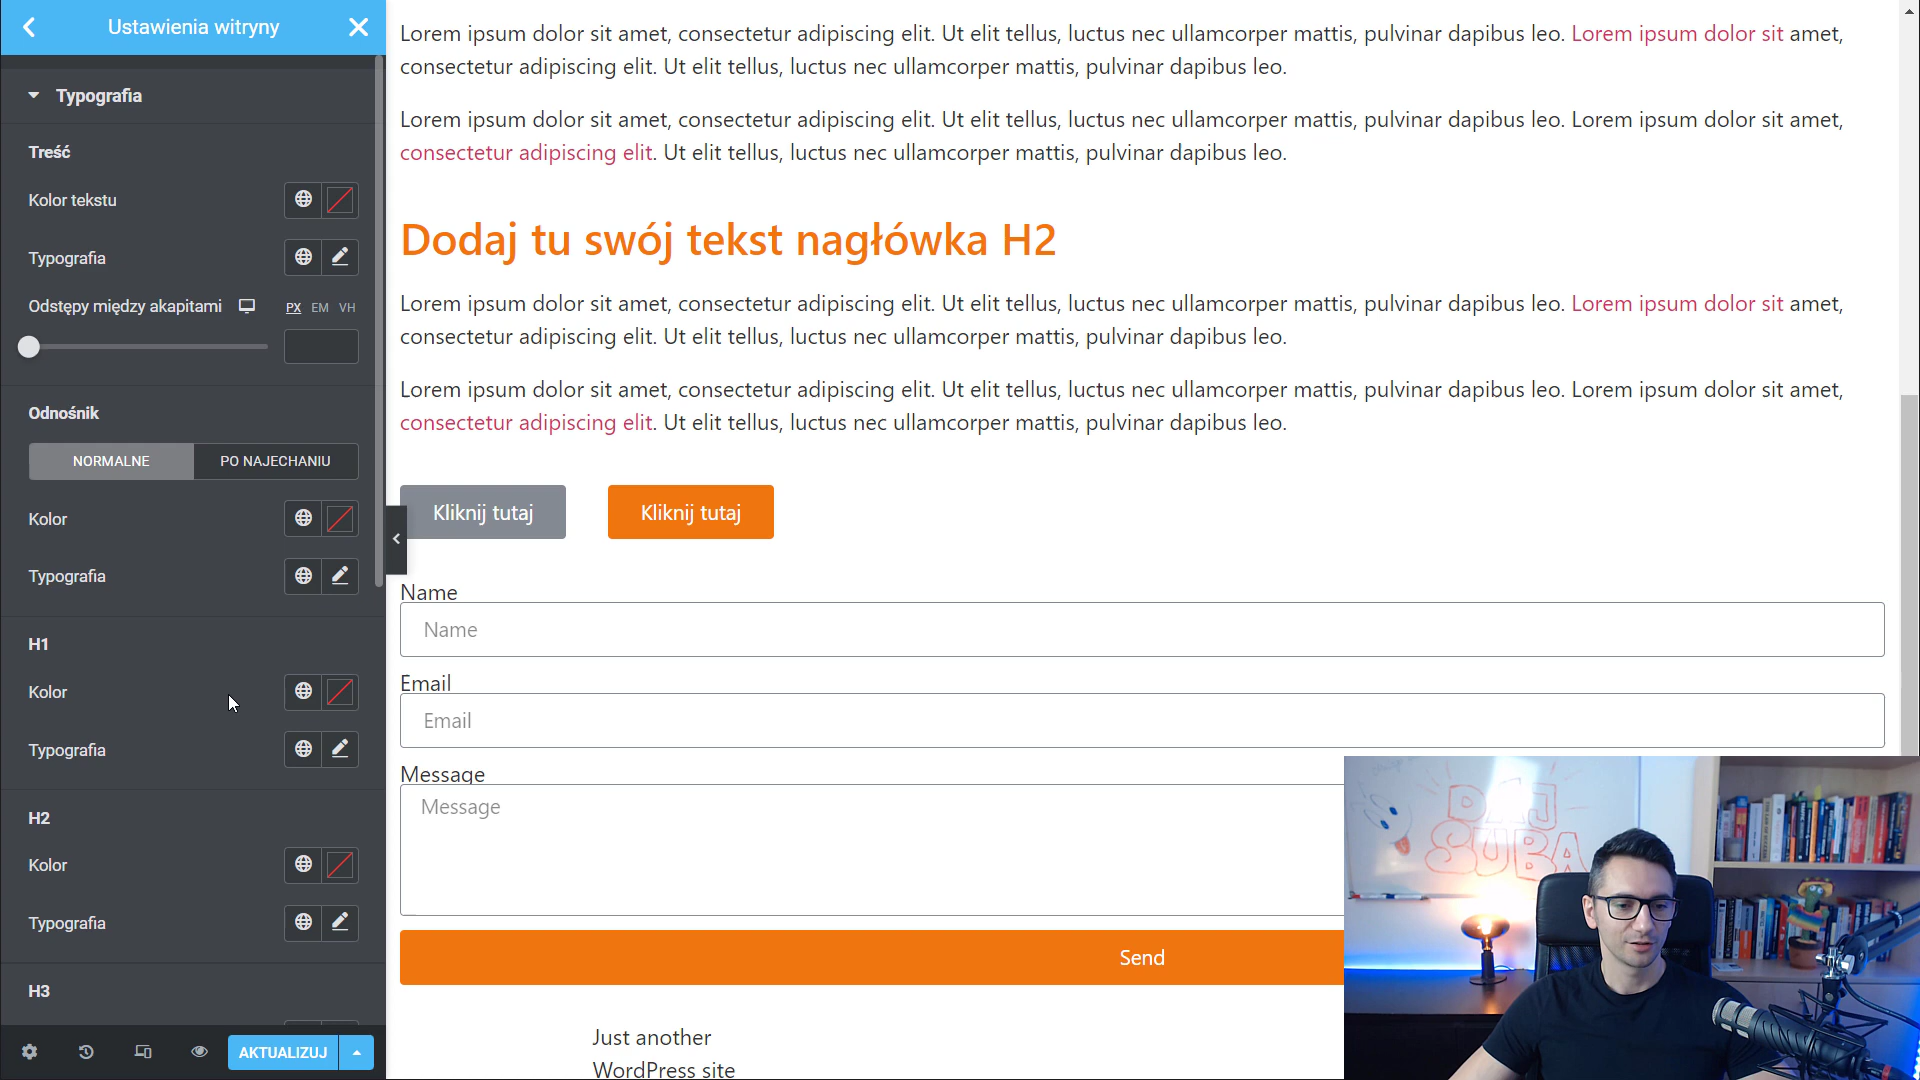 Ustawienia witryny
Typografia
Treść
Kolor tekstu
Typografia
Odstępy między akapitami PX EM VH
Odnośnik
NORMALNE PO NAJECHANIU
Kolor
Typografia
H1
Kolor
Typografia
H2
Kolor
Typografia
H3
AKTUALIZUJ
Lorem ipsum dolor sit amet, consectetur adipiscing elit. Ut elit tellus, luctus nec ullamcorper mattis, pulvinar dapibus leo. Lorem ipsum dolor sit amet,
consectetur adipiscing elit. Ut elit tellus, luctus nec ullamcorper mattis, pulvinar dapibus leo.
Lorem ipsum dolor sit amet, consectetur adipiscing elit. Ut elit tellus, luctus nec ullamcorper mattis, pulvinar dapibus leo. Lorem ipsum dolor sit amet,
consectetur adipiscing elit. Ut elit tellus, luctus nec ullamcorper mattis, pulvinar dapibus leo.
Dodaj tu swój tekst nagłówka H2
Lorem ipsum dolor sit amet, consectetur adipiscing elit. Ut elit tellus, luctus nec ullamcorper mattis, pulvinar dapibus leo. Lorem ipsum dolor sit amet,
consectetur adipiscing elit. Ut elit tellus, luctus nec ullamcorper mattis, pulvinar dapibus leo.
Lorem ipsum dolor sit amet, consectetur adipiscing elit. Ut elit tellus, luctus nec ullamcorper mattis, pulvinar dapibus leo. Lorem ipsum dolor sit amet,
consectetur adipiscing elit. Ut elit tellus, luctus nec ullamcorper mattis, pulvinar dapibus leo.
Kliknij tutaj Kliknij tutaj
Name
Name
Email
Email
Message
Message
Send
Just another
WordPress site
DAJ
SUBA